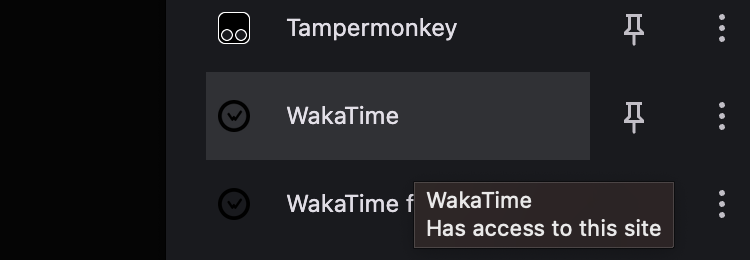 Tampermonkey
WakaTime
WakaTime f
WakaTime
Has access to this site